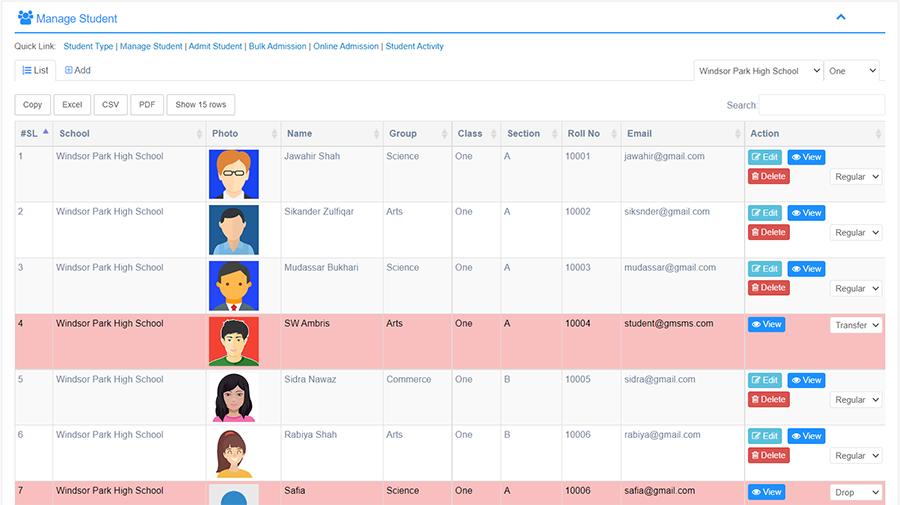 Manage Student
Quick Link: Student Type | Manage Student | Admit Student | Bulk Admission | Online Admission | Student Activity
List Add Windsor Park High School One
Copy Excel CSV PDF Show 15 rows Search:
#SL School Photo Name Group Class Section Roll No Email Action
1 Windsor Park High School Jawahir Shah Science One A 10001 jawahir@gmail.com Edit View
Delete Regular
2 Windsor Park High School Sikander Zulfiqar Arts One A 10002 siksnder@gmail.com Edit View
Delete Regular
3 Windsor Park High School Mudassar Bukhari Science One A 10003 mudassar@gmail.com Edit View
Delete Regular
4 Windsor Park High School SW Ambris Arts One A 10004 student@gmsms.com View Transfer
5 Windsor Park High School Sidra Nawaz Commerce One B 10005 sidra@gmail.com Edit View
Delete Regular
6 Windsor Park High School Rabiya Shah Arts One B 10006 rabiya@gmail.com Edit View
Delete Regular
7 Windsor Park High School Safia Science One A 10006 safia@gmail.com View Drop